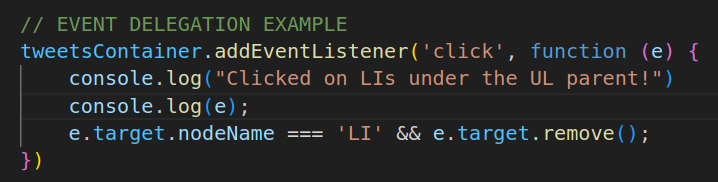 // EVENT DELEGATION EXAMPLE
tweetsContainer.addEventListener('click', function (e) {
    console.log("Clicked on LIs under the UL parent!")
    console.log(e);
    e.target.nodeName === 'LI' && e.target.remove();
})